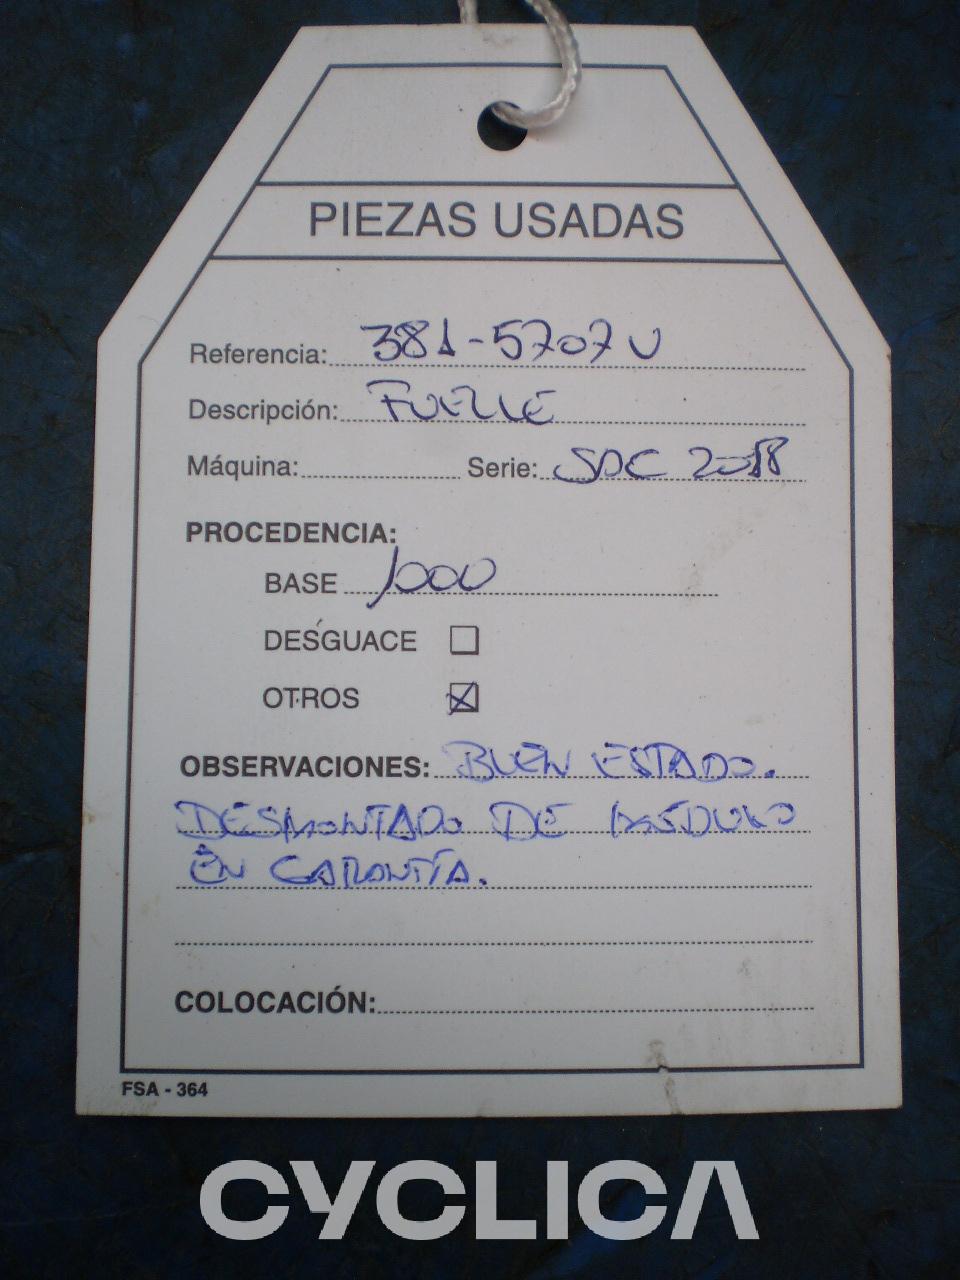 PIEZAS USADAS
Referencia: 381-5707 U
Descripción: FUELLE
Máquina: Serie: SDC 2018
PROCEDENCIA:
BASE 1000
DESGUACE
OTROS
OBSERVACIONES: BUEN ESTADO.
DESMONTADO DE MÓDULO
EN GARANTÍA.
COLOCACIÓN:
FSA - 364
CYCLICA